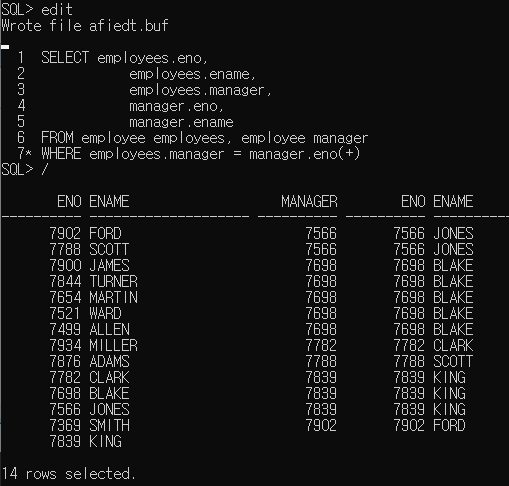 SQL> edit
Wrote file afiedt.buf
1 SELECT employees.eno,
2 employees.ename,
3 employees.manager,
4 manager.eno,
5 manager.ename
6 FROM employee employees, employee manager
7* WHERE employees.manager = manager.eno(+)
SQL> /
ENO ENAME MANAGER ENO ENAME
---------- -------------------- ---------- ---------- ----------
7902 FORD 7566 7566 JONES
7788 SCOTT 7566 7566 JONES
7900 JAMES 7698 7698 BLAKE
7844 TURNER 7698 7698 BLAKE
7654 MARTIN 7698 7698 BLAKE
7521 WARD 7698 7698 BLAKE
7499 ALLEN 7698 7698 BLAKE
7934 MILLER 7782 7782 CLARK
7876 ADAMS 7788 7788 SCOTT
7782 CLARK 7839 7839 KING
7698 BLAKE 7839 7839 KING
7566 JONES 7839 7839 KING
7369 SMITH 7902 7902 FORD
7839 KING
14 rows selected.